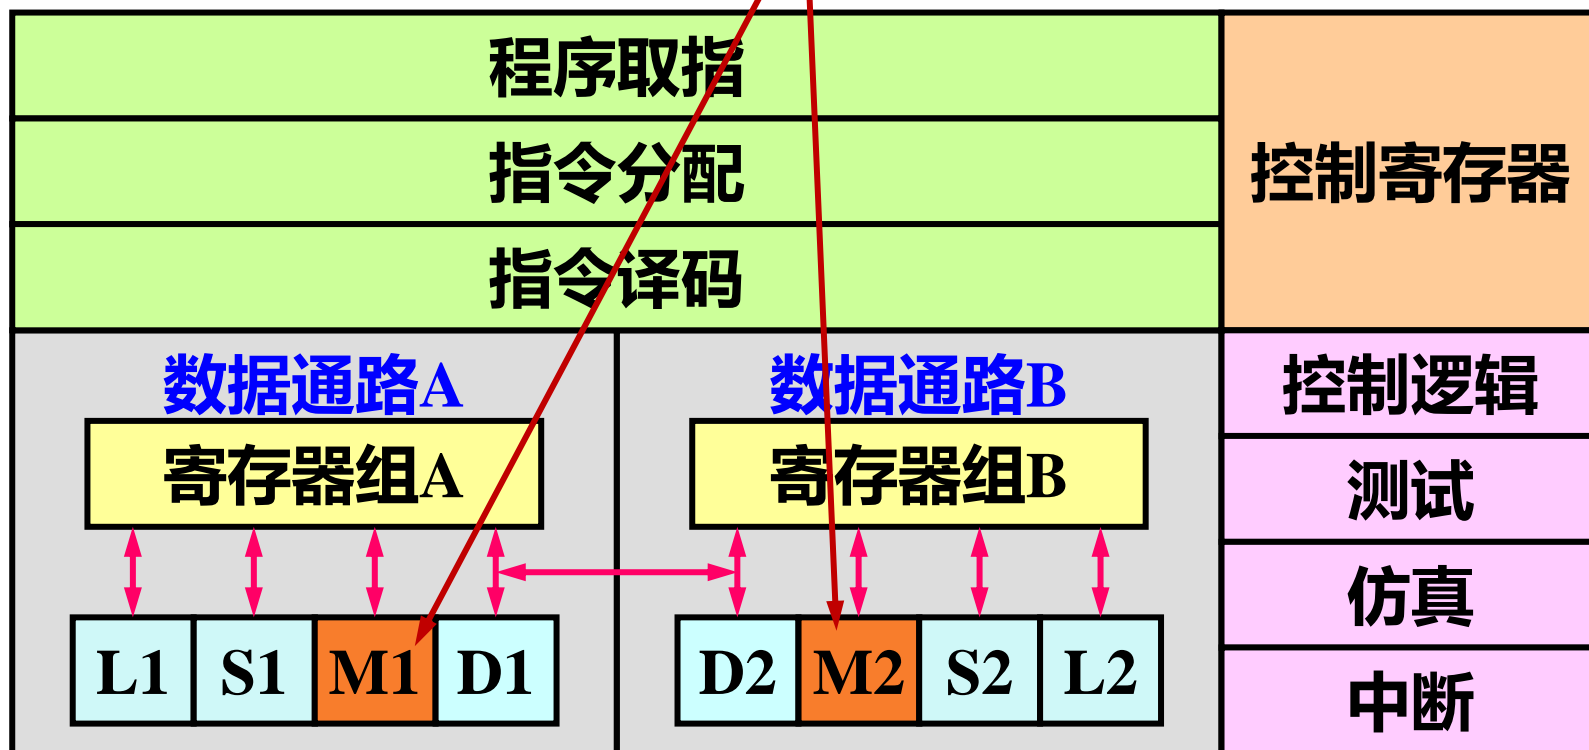 程序取指
指令分配
指令译码
控制寄存器
数据通路A
数据通路B
寄存器组A
寄存器组B
L1 S1 M1 D1
D2 M2 S2 L2
控制逻辑
测试
仿真
中断